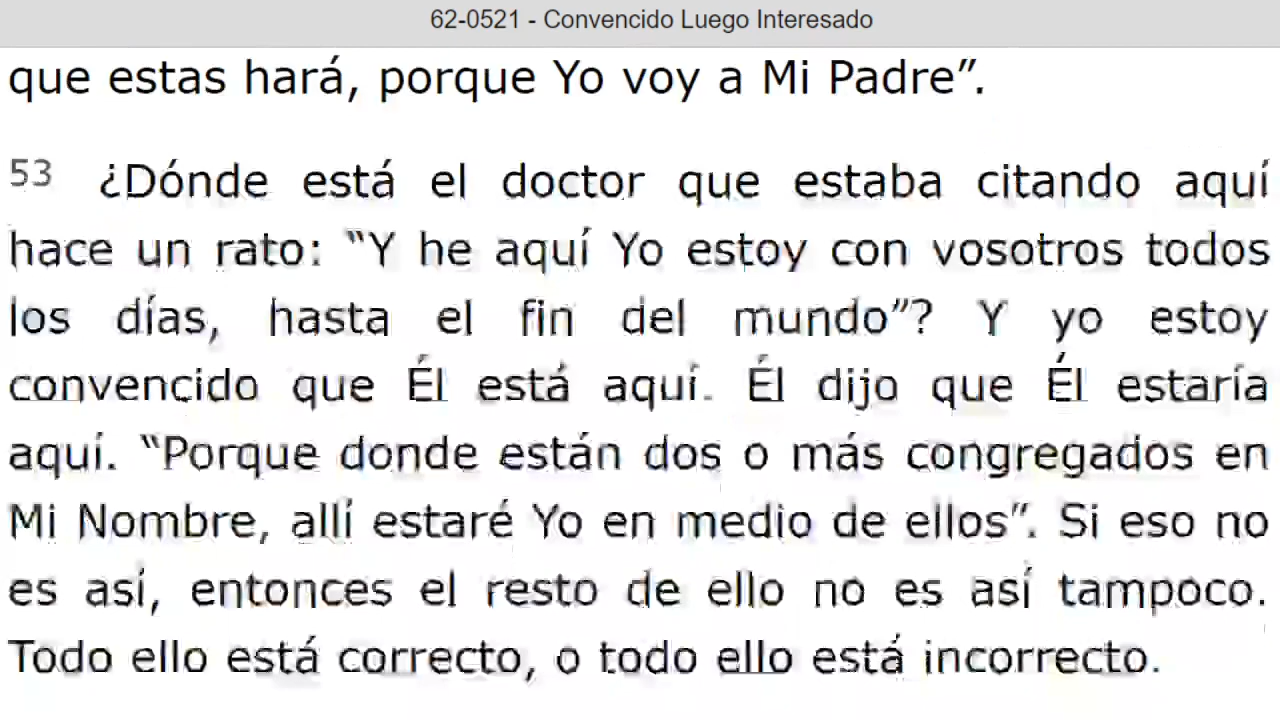 62-0521 - Convencido Luego Interesado
que estas hará, porque Yo voy a Mi Padre”.
53 ¿Dónde está el doctor que estaba citando aquí
hace un rato: “Y he aquí Yo estoy con vosotros todos
los días, hasta el fin del mundo”? Y yo estoy
convencido que Él está aquí. Él dijo que Él estaría
aquí. “Porque donde están dos o más congregados en
Mi Nombre, allí estaré Yo en medio de ellos”. Si eso no
es así, entonces el resto de ello no es así tampoco.
Todo ello está correcto, o todo ello está incorrecto.